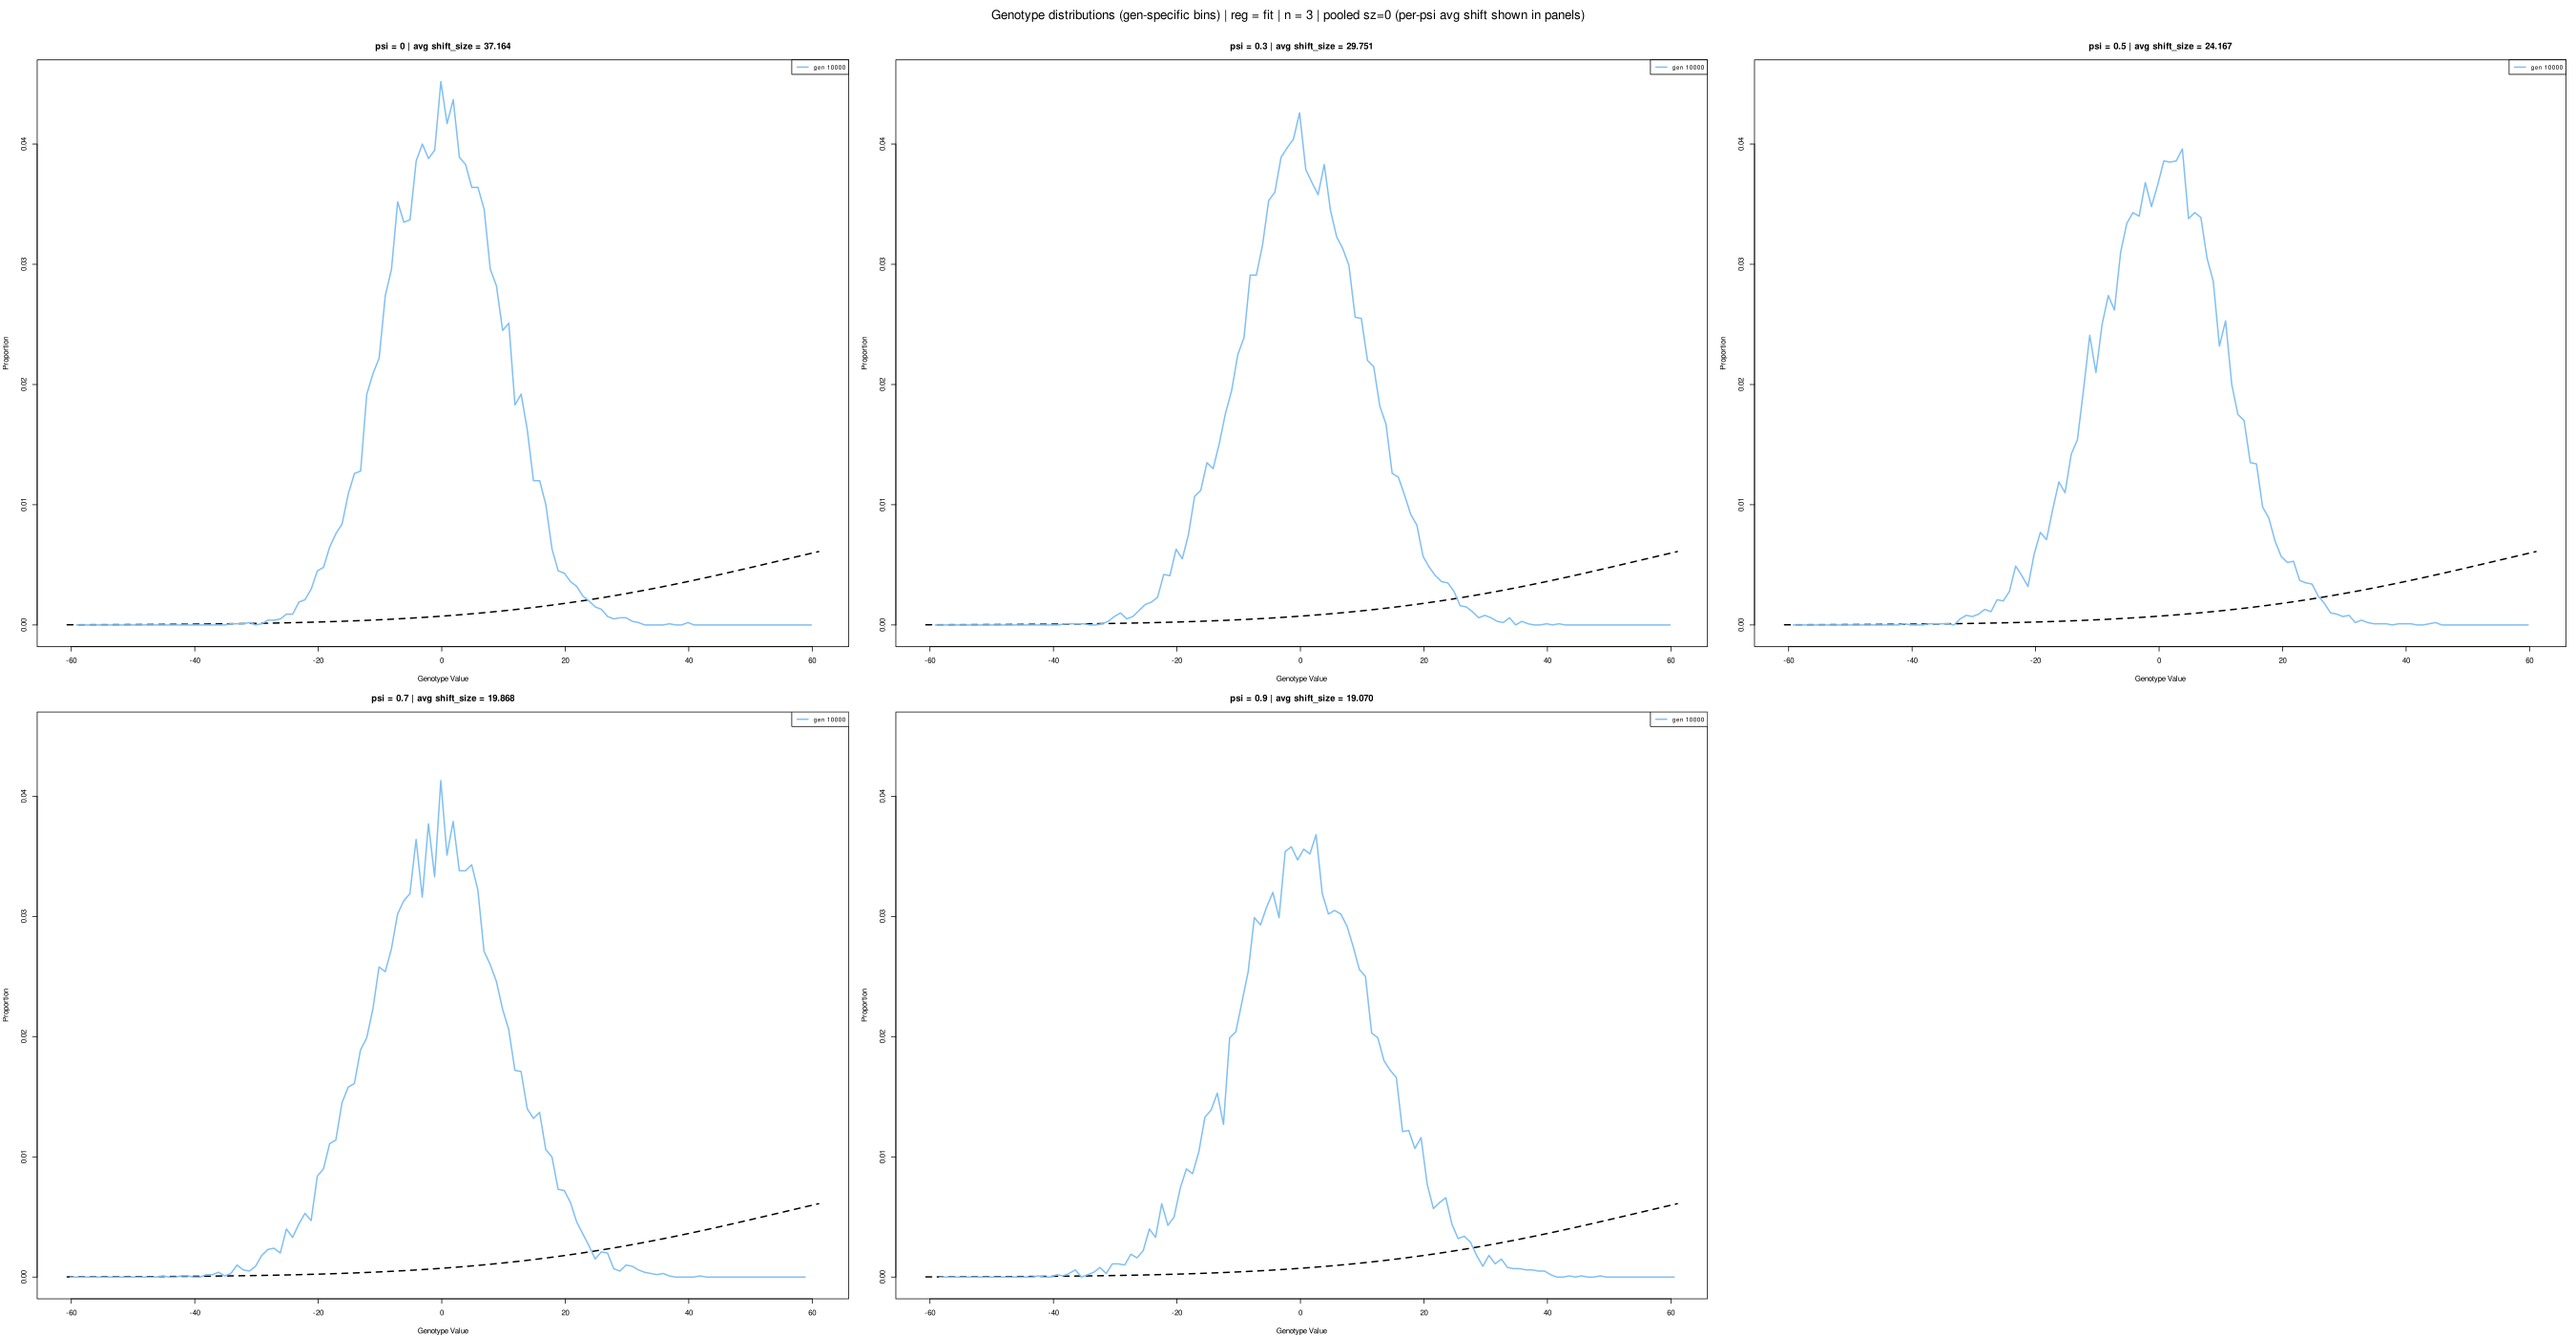 Genotype distributions (gen-specific bins) | reg = fit | n = 3 | pooled sz=0 (per-psi avg shift shown in panels)
psi = 0 | avg shift_size = 37.164
gen 10000
0.04
0.03
0.02
0.01
0.00
Proportion
-60 -40 -20 0 20 40 60
Genotype Value
psi = 0.3 | avg shift_size = 29.751
gen 10000
0.04
0.03
0.02
0.01
0.00
Proportion
-60 -40 -20 0 20 40 60
Genotype Value
psi = 0.5 | avg shift_size = 24.167
gen 10000
0.04
0.03
0.02
0.01
0.00
Proportion
-60 -40 -20 0 20 40 60
Genotype Value
psi = 0.7 | avg shift_size = 19.868
gen 10000
0.04
0.03
0.02
0.01
0.00
Proportion
-60 -40 -20 0 20 40 60
Genotype Value
psi = 0.9 | avg shift_size = 19.070
gen 10000
0.04
0.03
0.02
0.01
0.00
Proportion
-60 -40 -20 0 20 40 60
Genotype Value